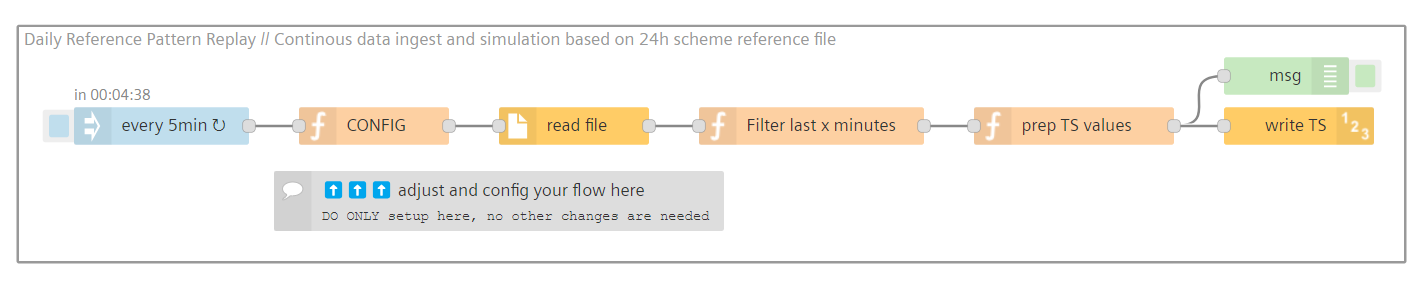 Daily Reference Pattern Replay // Continous data ingest and simulation based on 24h scheme reference file
in 00:04:38
every 5min ↻
CONFIG
read file
Filter last x minutes
prep TS values
msg
write TS
123
⬆⬆⬆ adjust and config your flow here
DO ONLY setup here, no other changes are needed